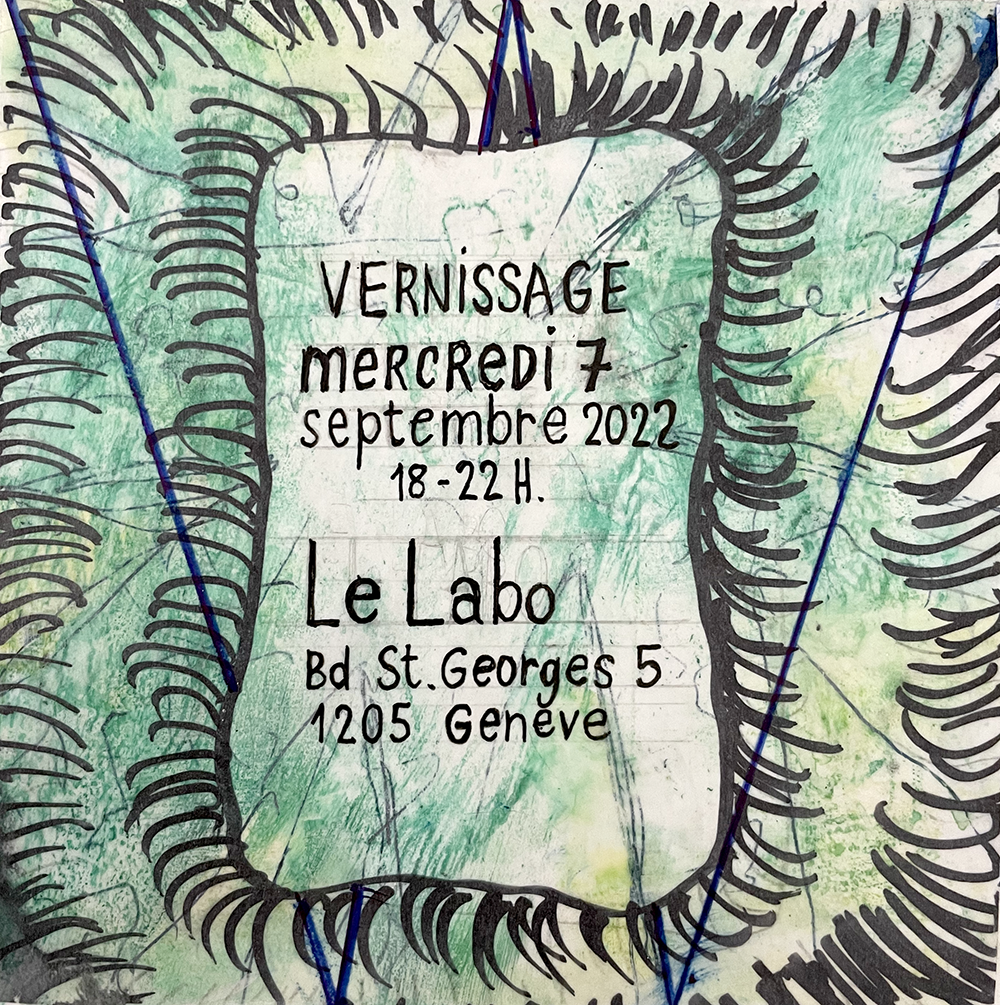 VERNiSSAGE
meRCReDi 7
septembre 2022
18-22 H.
Le Labo
Bd St.Georges 5
1205 Genève